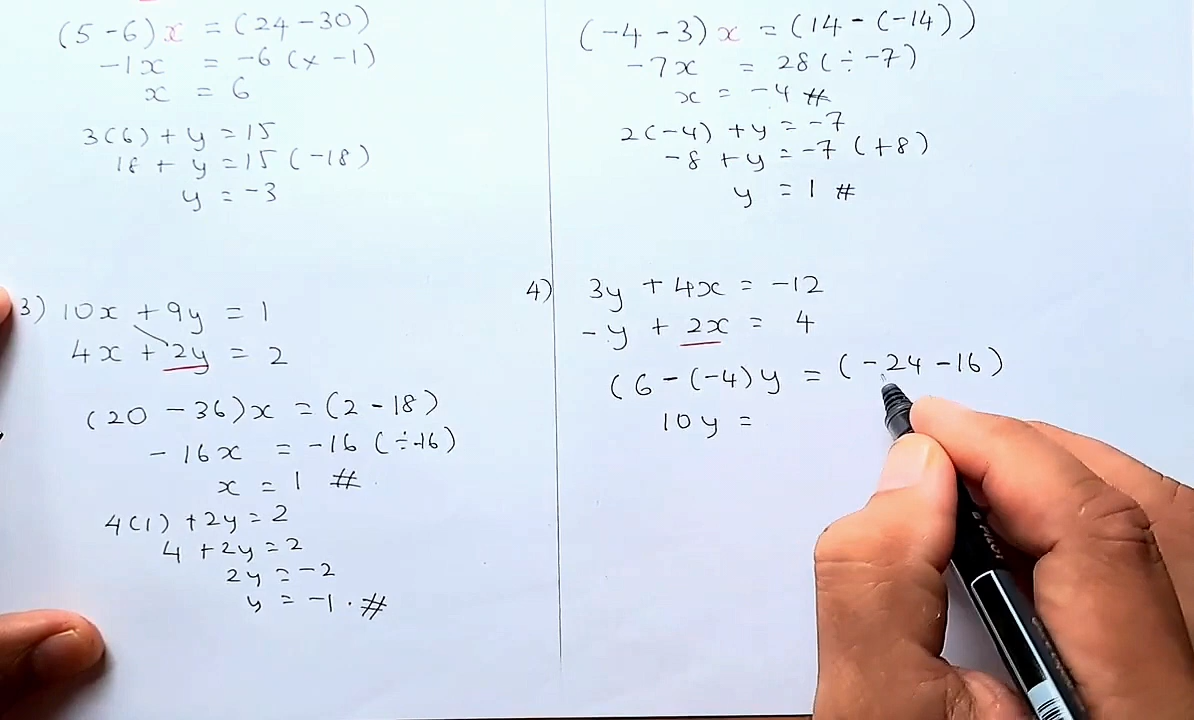 (5-6)x = (24-30)
-1x = -6 (x -1)
x = 6
3(6) + y = 15
18 + y = 15 (-18)
y = -3
(-4-3)x = (14-(-14))
-7x = 28 (÷ -7)
x = -4 #
2(-4) + y = -7
-8 + y = -7 (+8)
y = 1 #
3) 10x + 9y = 1
4x + 2y = 2
(20 - 36)x = (2-18)
-16x = -16 (÷-16)
x = 1 #
4(1) + 2y = 2
4 + 2y = 2
2y = -2
y = -1. #
4) 3y + 4x = -12
-y + 2x = 4
(6-(-4)y = (-24-16)
10y =
PILOT